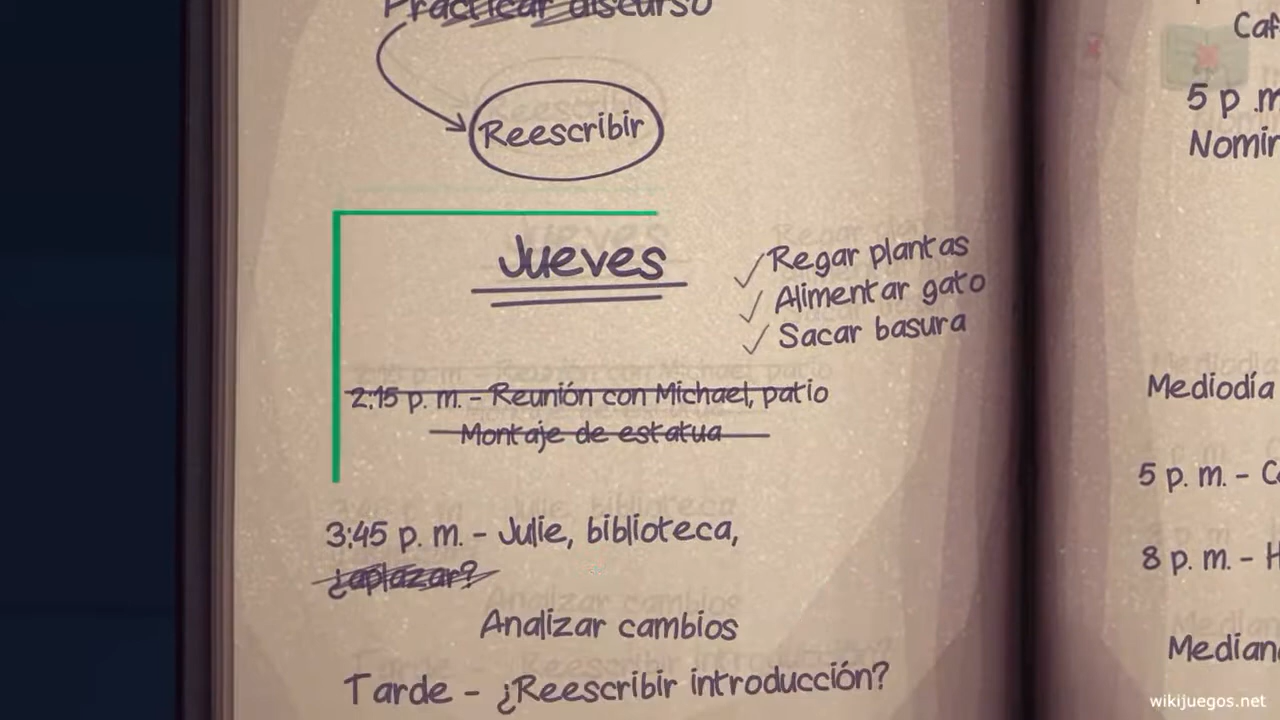 Practicar discurso
Reescribir
Jueves
Regar plantas
Alimentar gato
Sacar basura
2:15 p. m. - Reunión con Michael, patio
Montaje de estatua
3:45 p. m. - Julie, biblioteca,
¿aplazar?
Analizar cambios
Tarde - ¿Reescribir introducción?
5 p. m.
Mediodía
5 p. m. -
8 p. m. -
wikijuegos.net